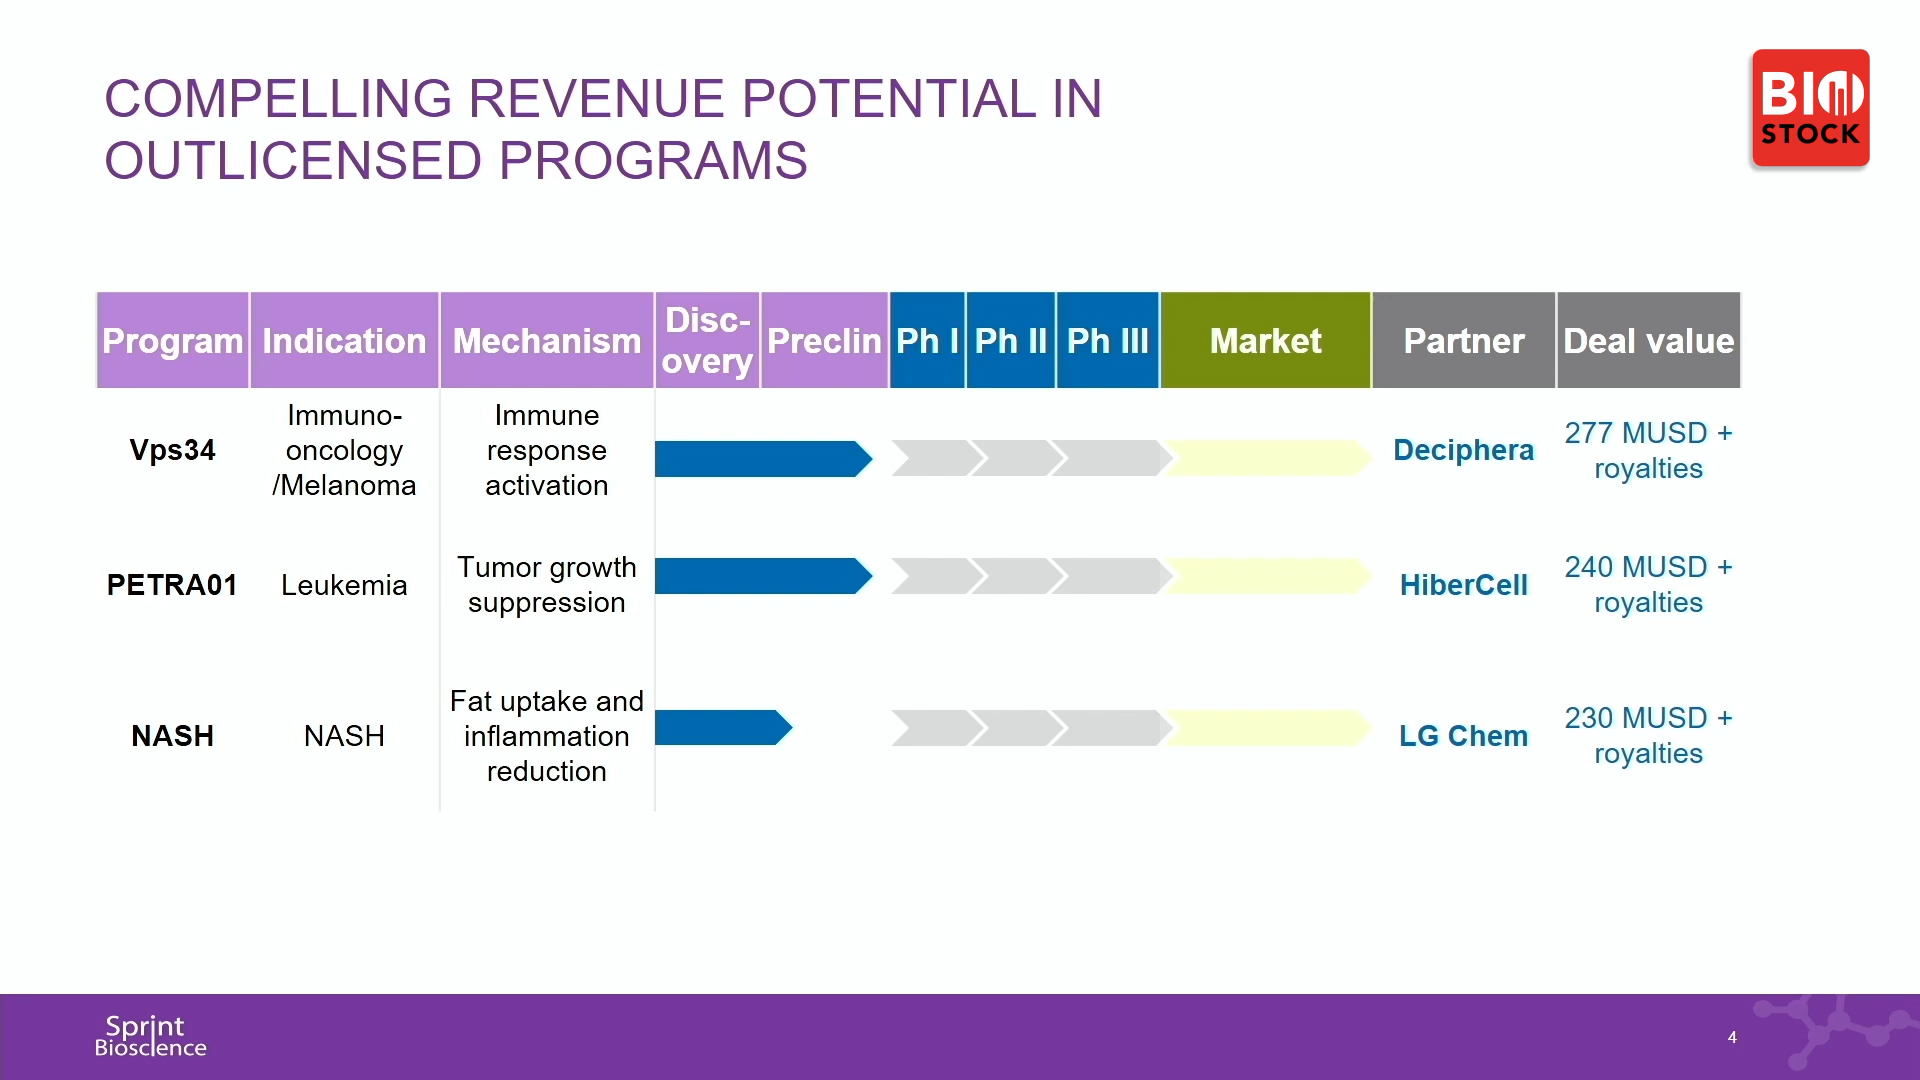 COMPELLING REVENUE POTENTIAL IN
OUTLICENSED PROGRAMS
BIO
STOCK
Program
Indication
Mechanism
Disc-
overy
Preclin
Ph I
Ph II
Ph III
Market
Partner
Deal value
Vps34
Immuno-
oncology
/Melanoma
Immune
response
activation
Deciphera
277 MUSD +
royalties
PETRA01
Leukemia
Tumor growth
suppression
HiberCell
240 MUSD +
royalties
NASH
NASH
Fat uptake and
inflammation
reduction
LG Chem
230 MUSD +
royalties
Sprint
Bioscience
4